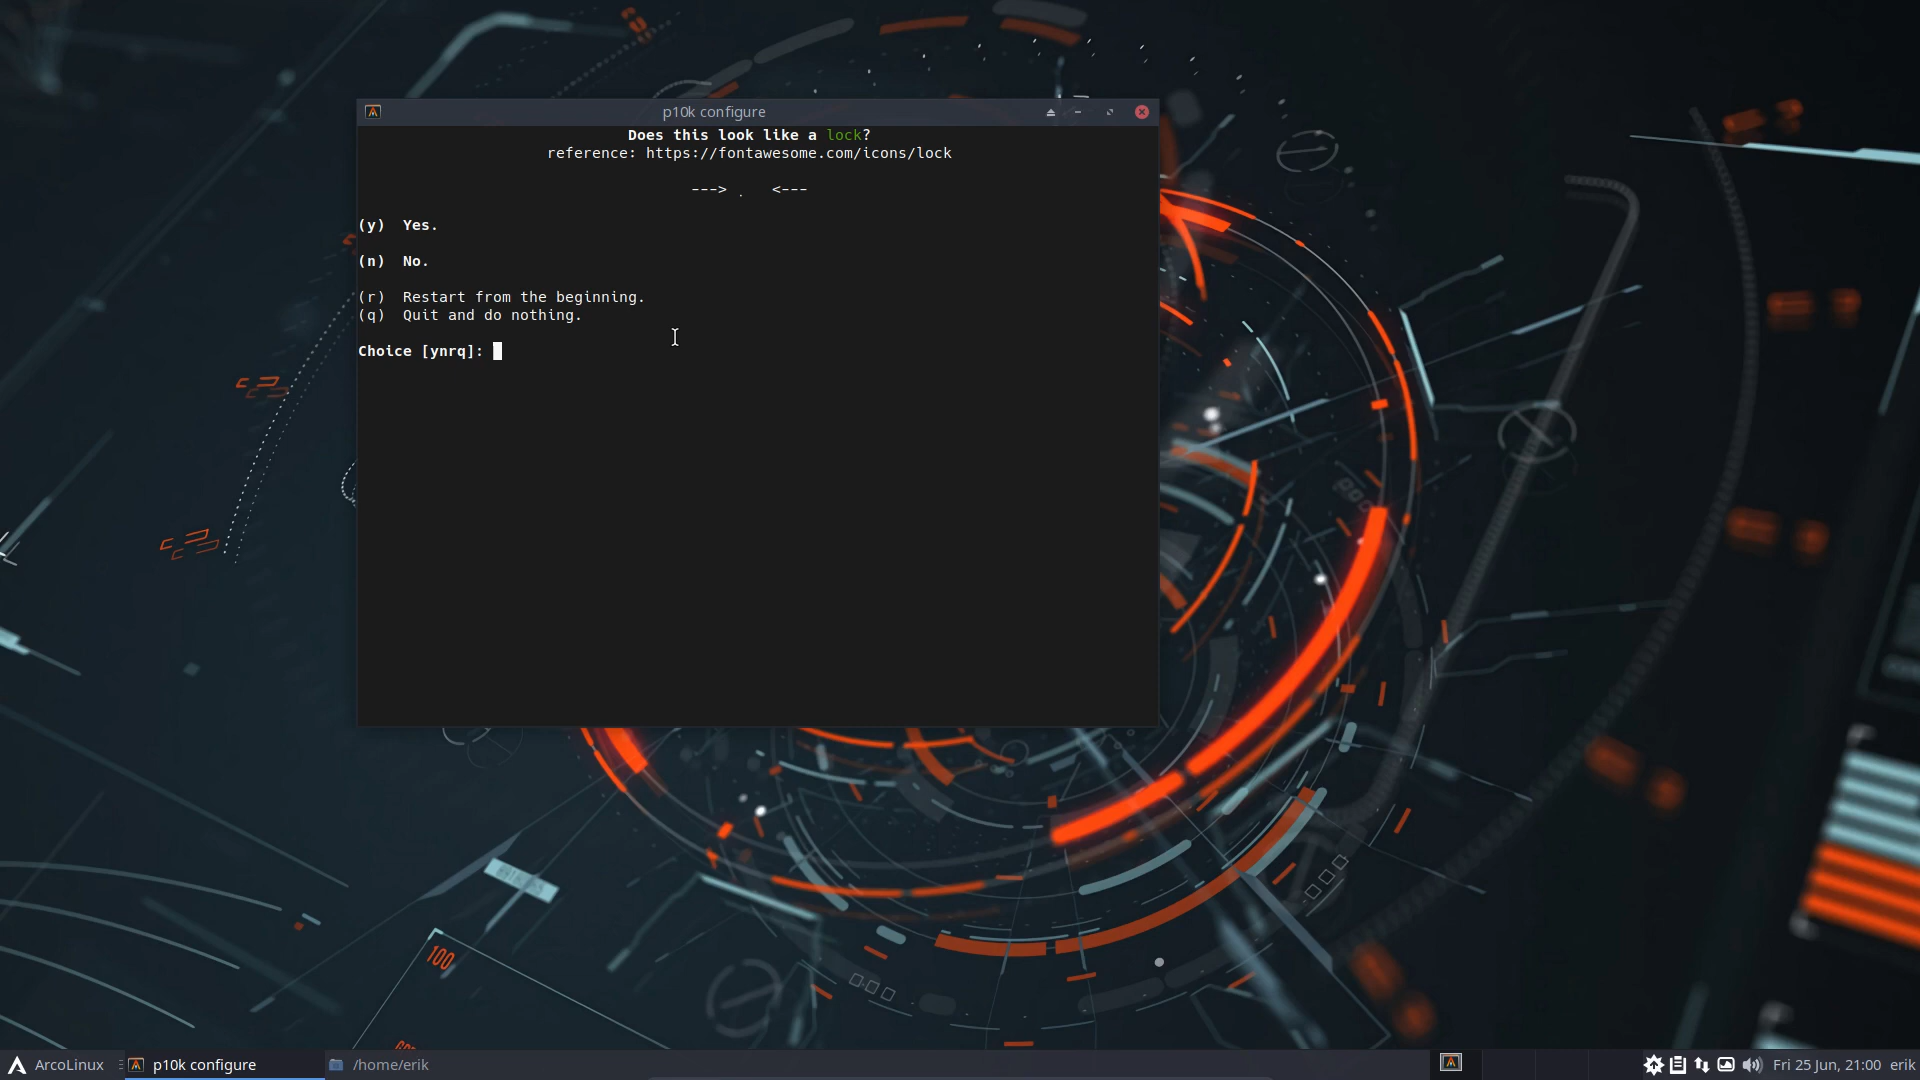 p10k configure
Does this look like a lock?
reference: https://fontawesome.com/icons/lock
---> . <---
(y) Yes.
(n) No.
(r) Restart from the beginning.
(q) Quit and do nothing.
Choice [ynrq]:
100
ArcoLinux
p10k configure
/home/erik
Fri 25 Jun, 21:00
erik